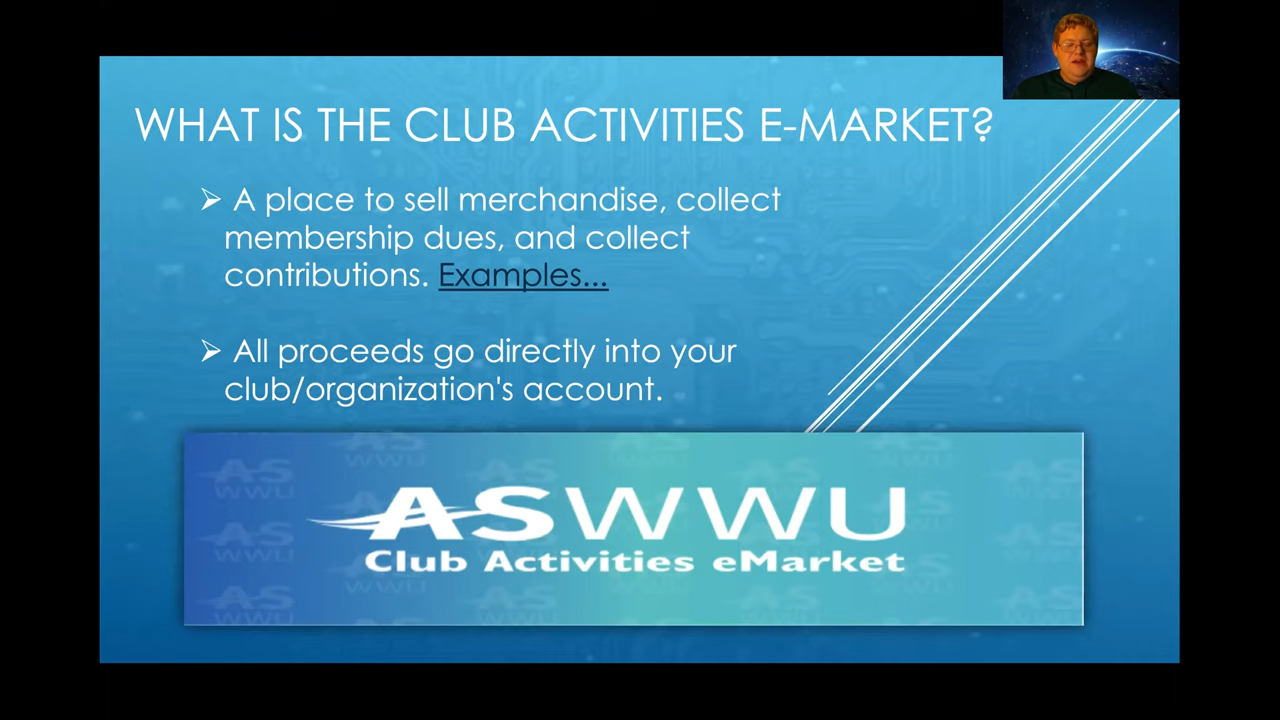 WHAT IS THE CLUB ACTIVITIES E-MARKET?
➢ A place to sell merchandise, collect
membership dues, and collect
contributions. Examples...
➢ All proceeds go directly into your
club/organization's account.
ASWWU
Club Activities eMarket